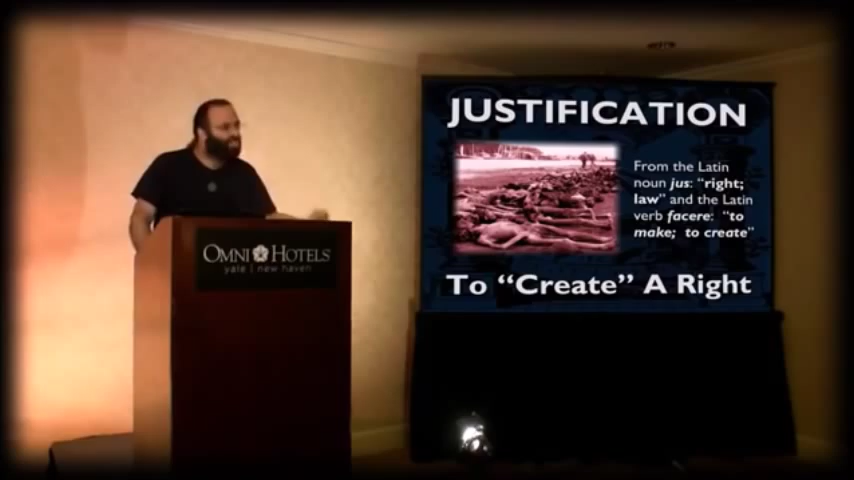 OMNI HOTELS
yale | new haven
JUSTIFICATION
From the Latin
noun jus: “right;
law” and the Latin
verb facere: “to
make; to create”
To “Create” A Right